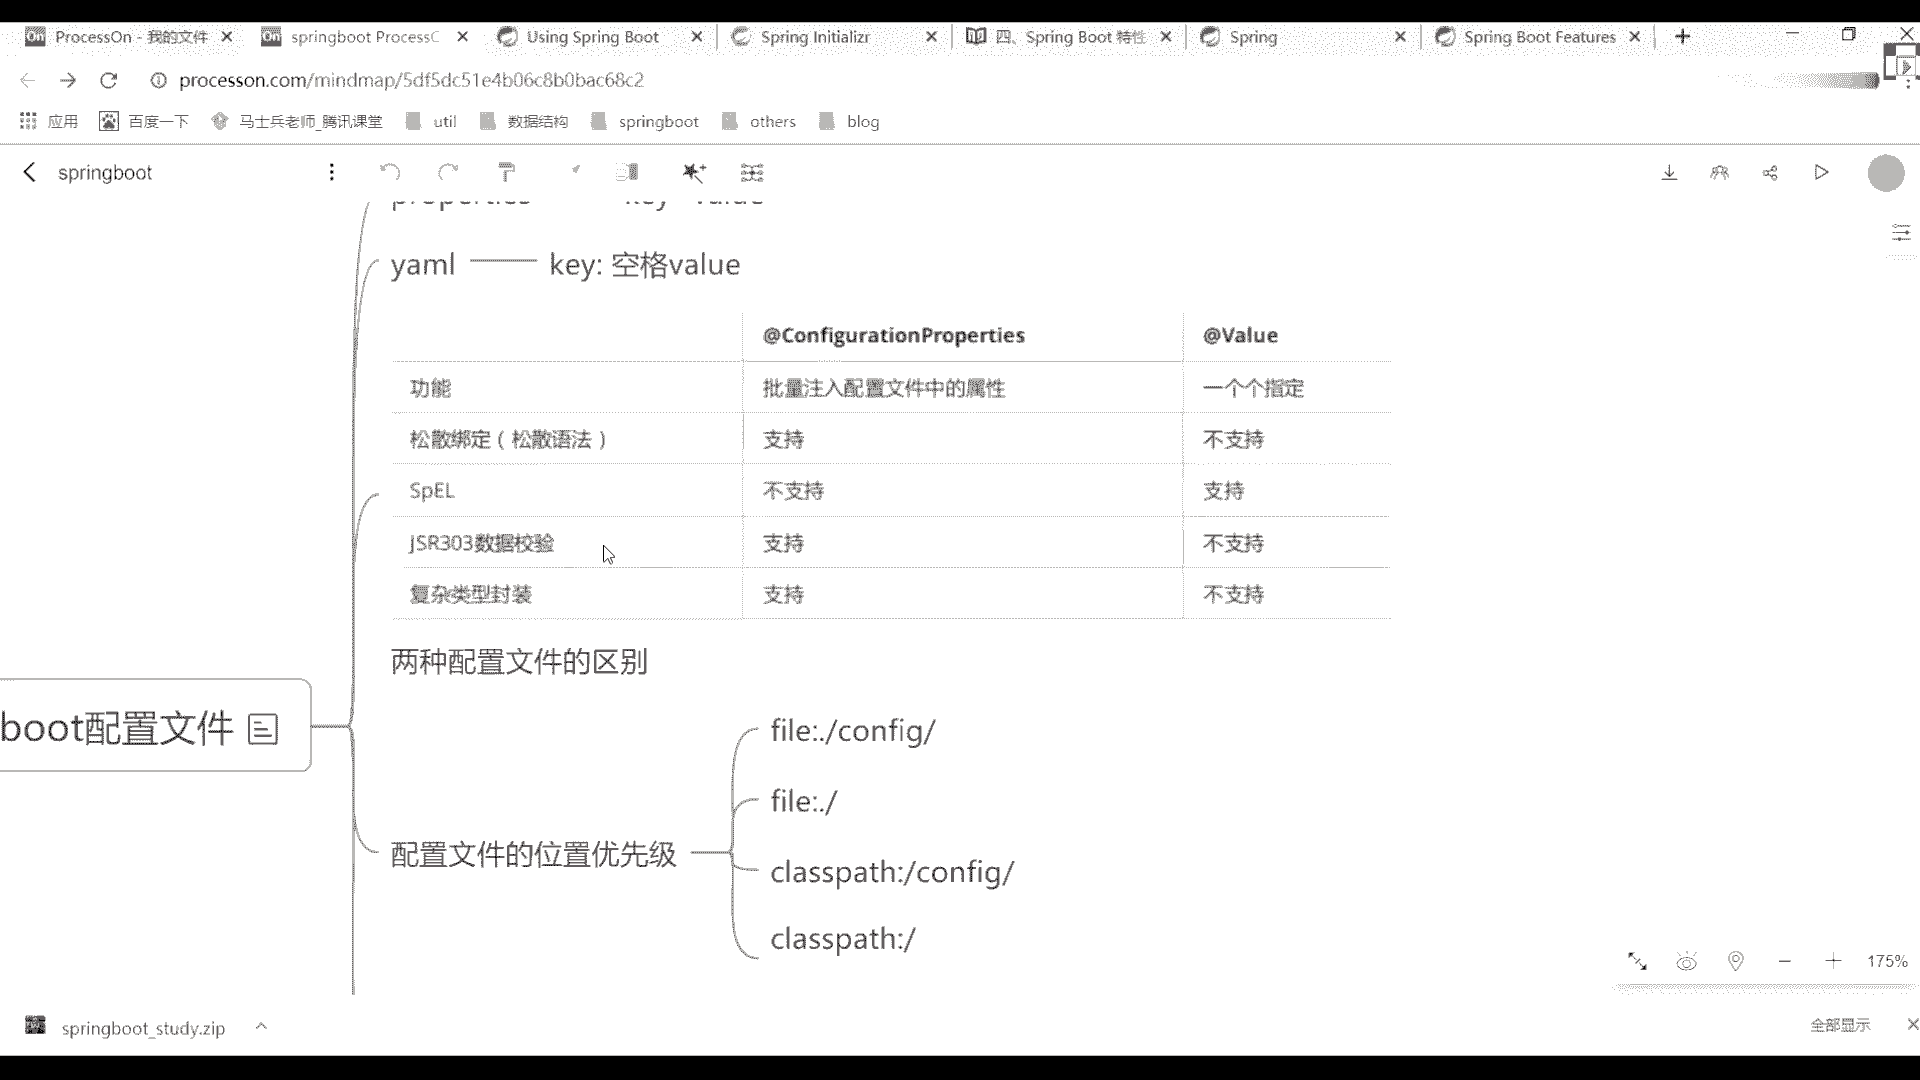 ProcessOn - 我的文件
springboot ProcessC
Using Spring Boot
Spring Initializr
四、Spring Boot 特性
Spring
Spring Boot Features
processon.com/mindmap/5df5dc51e4b06c8b0bac68c2
应用
百度一下
马士兵老师_腾讯课堂
util
数据结构
springboot
others
blog
springboot
properties
key value
yaml
key: 空格value
@ConfigurationProperties
@Value
功能
批量注入配置文件中的属性
一个个指定
松散绑定（松散语法）
支持
不支持
SpEL
不支持
支持
JSR303数据校验
支持
不支持
复杂类型封装
支持
不支持
两种配置文件的区别
boot配置文件
file:./config/
file:./
配置文件的位置优先级
classpath:/config/
classpath:/
175%
springboot_study.zip
全部显示